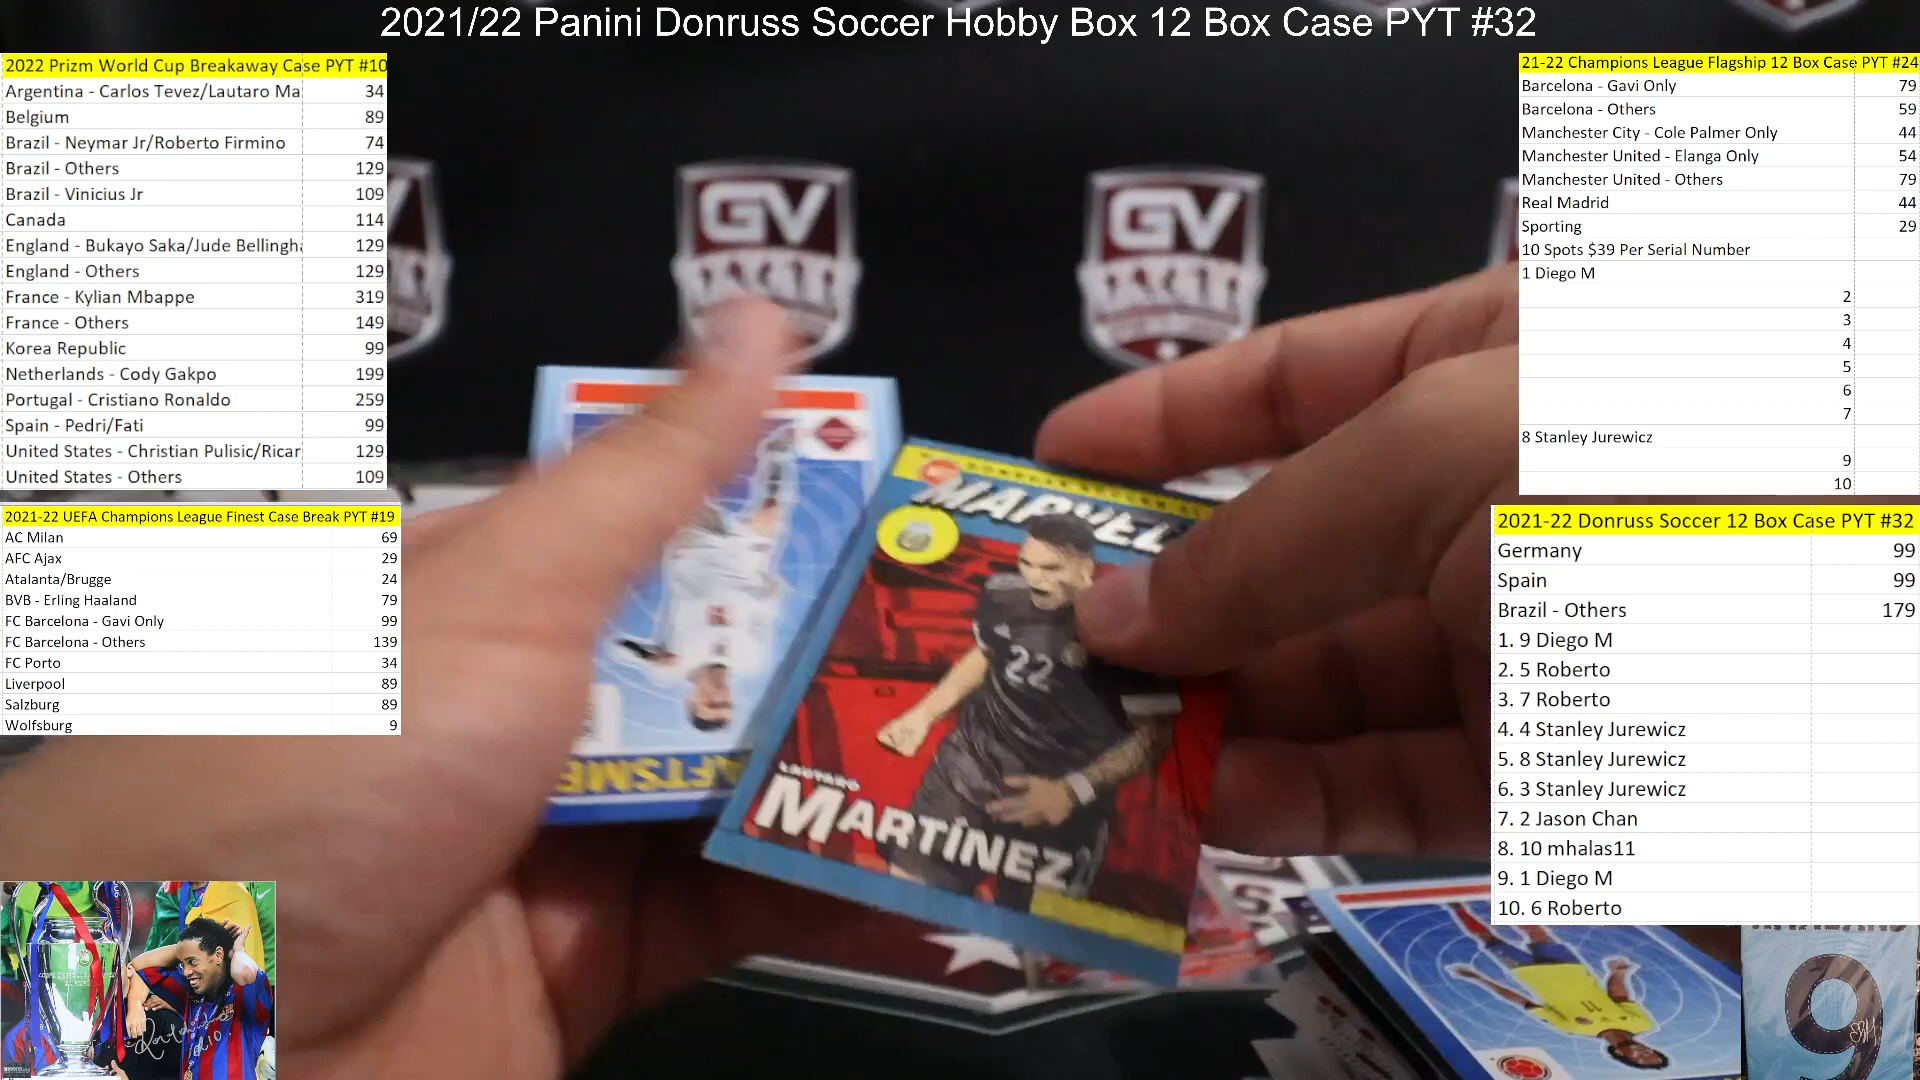 2021/22 Panini Donruss Soccer Hobby Box 12 Box Case PYT #32
2022 Prizm World Cup Breakaway Case PYT #10
Argentina - Carlos Tevez/Lautaro Ma 34
Belgium 89
Brazil - Neymar Jr/Roberto Firmino 74
Brazil - Others 129
Brazil - Vinicius Jr 109
Canada 114
England - Bukayo Saka/Jude Bellingha 129
England - Others 129
France - Kylian Mbappe 319
France - Others 149
Korea Republic 99
Netherlands - Cody Gakpo 199
Portugal - Cristiano Ronaldo 259
Spain - Pedri/Fati 99
United States - Christian Pulisic/Ricar 129
United States - Others 109
2021-22 UEFA Champions League Finest Case Break PYT #19
AC Milan 69
AFC Ajax 29
Atalanta/Brugge 24
BVB - Erling Haaland 79
FC Barcelona - Gavi Only 99
FC Barcelona - Others 139
FC Porto 34
Liverpool 89
Salzburg 89
Wolfsburg 9
GV
GV
MARVEL
22
LAUTARO
MARTÍNEZ
21-22 Champions League Flagship 12 Box Case PYT #24
Barcelona - Gavi Only 79
Barcelona - Others 59
Manchester City - Cole Palmer Only 44
Manchester United - Elanga Only 54
Manchester United - Others 79
Real Madrid 44
Sporting 29
10 Spots $39 Per Serial Number
1 Diego M
2
3
4
5
6
7
8 Stanley Jurewicz
9
10
2021-22 Donruss Soccer 12 Box Case PYT #32
Germany 99
Spain 99
Brazil - Others 179
1. 9 Diego M
2. 5 Roberto
3. 7 Roberto
4. 4 Stanley Jurewicz
5. 8 Stanley Jurewicz
6. 3 Stanley Jurewicz
7. 2 Jason Chan
8. 10 mhalas11
9. 1 Diego M
10. 6 Roberto
11
9